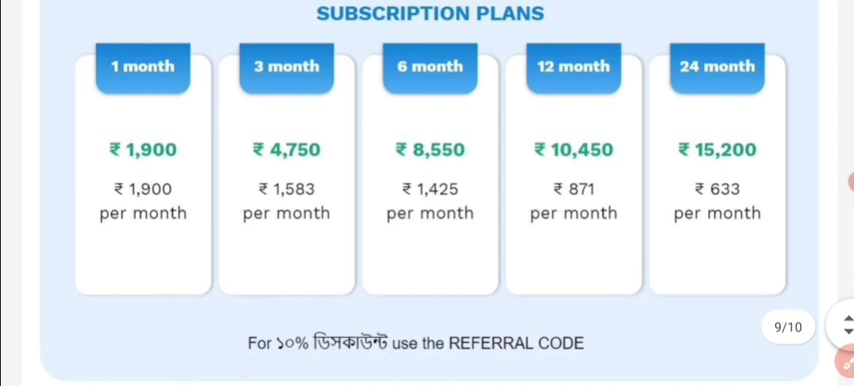 SUBSCRIPTION PLANS
1 month
3 month
6 month
12 month
24 month
₹ 1,900
₹ 4,750
₹ 8,550
₹ 10,450
₹ 15,200
₹ 1,900
₹ 1,583
₹ 1,425
₹ 871
₹ 633
per month
per month
per month
per month
per month
9/10
For ১০% ডিসকাউন্ট use the REFERRAL CODE